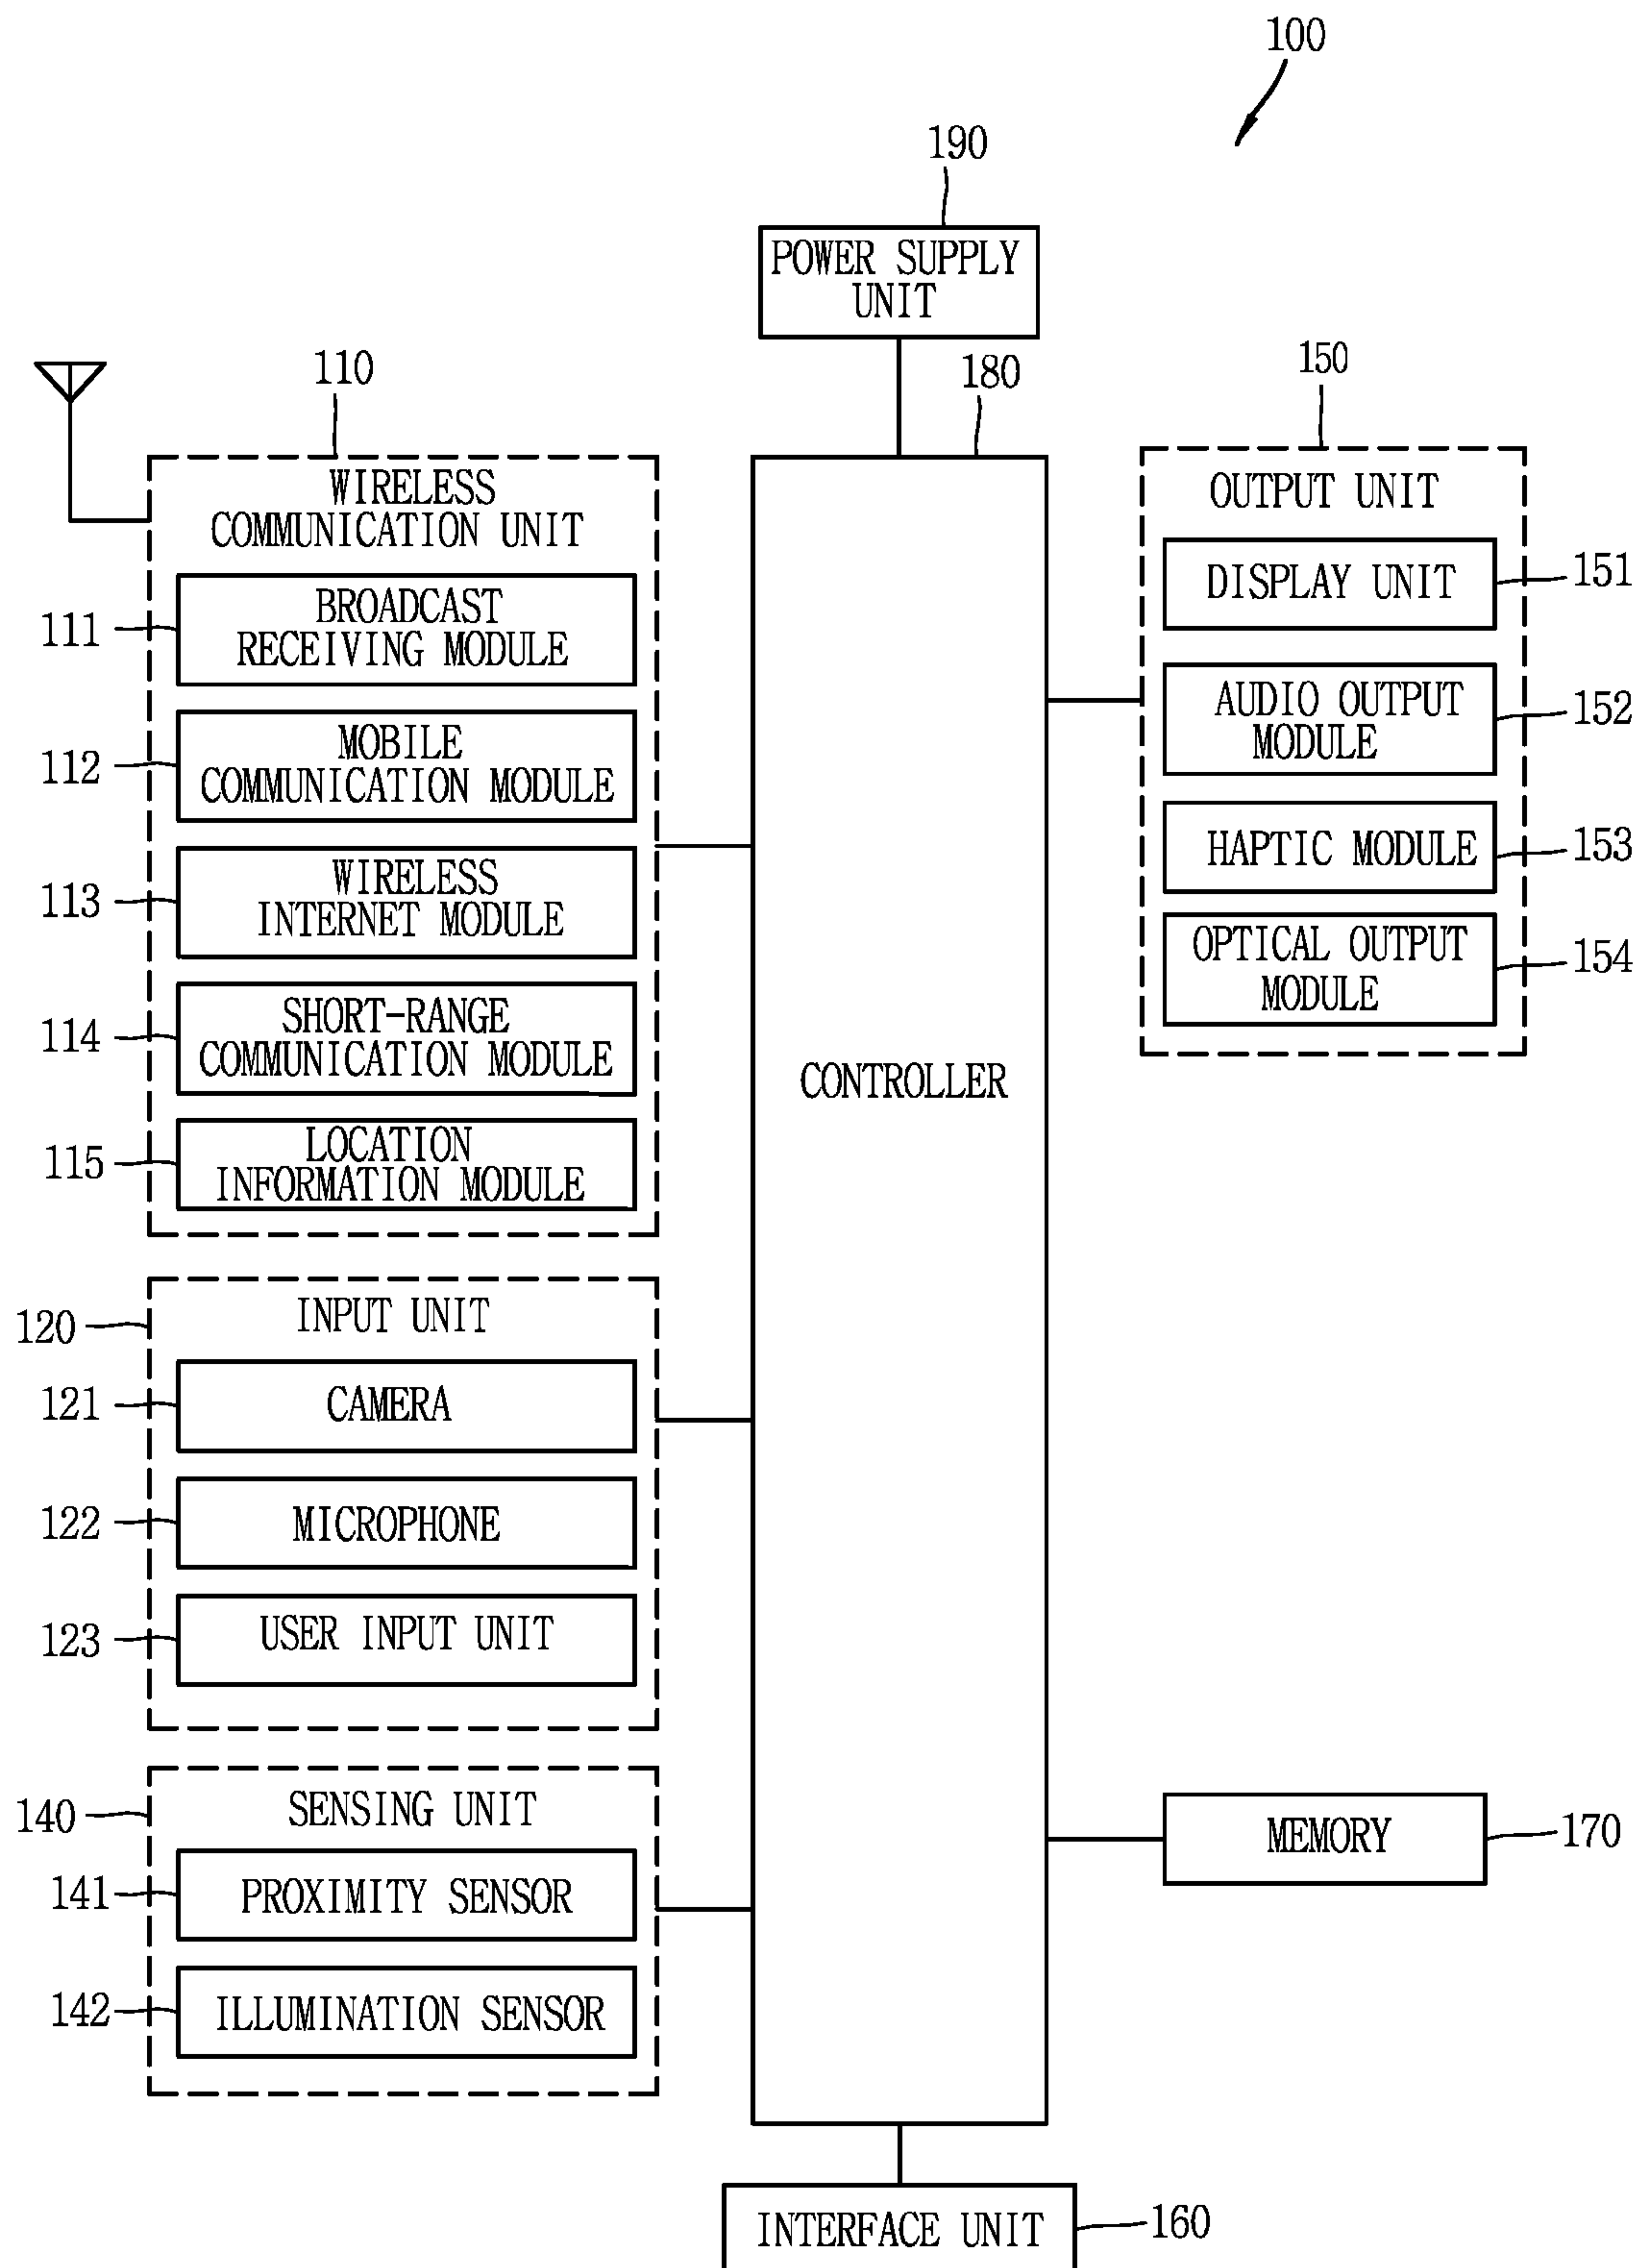 100
190
POWER SUPPLY
UNIT
110
180
150
WIRELESS
COMMUNICATION UNIT
111
BROADCAST
RECEIVING MODULE
112
MOBILE
COMMUNICATION MODULE
113
WIRELESS
INTERNET MODULE
114
SHORT-RANGE
COMMUNICATION MODULE
115
LOCATION
INFORMATION MODULE
120
INPUT UNIT
121
CAMERA
122
MICROPHONE
123
USER INPUT UNIT
140
SENSING UNIT
141
PROXIMITY SENSOR
142
ILLUMINATION SENSOR
CONTROLLER
OUTPUT UNIT
DISPLAY UNIT
151
AUDIO OUTPUT
MODULE
152
HAPTIC MODULE
153
OPTICAL OUTPUT
MODULE
154
MEMORY
170
INTERFACE UNIT
160